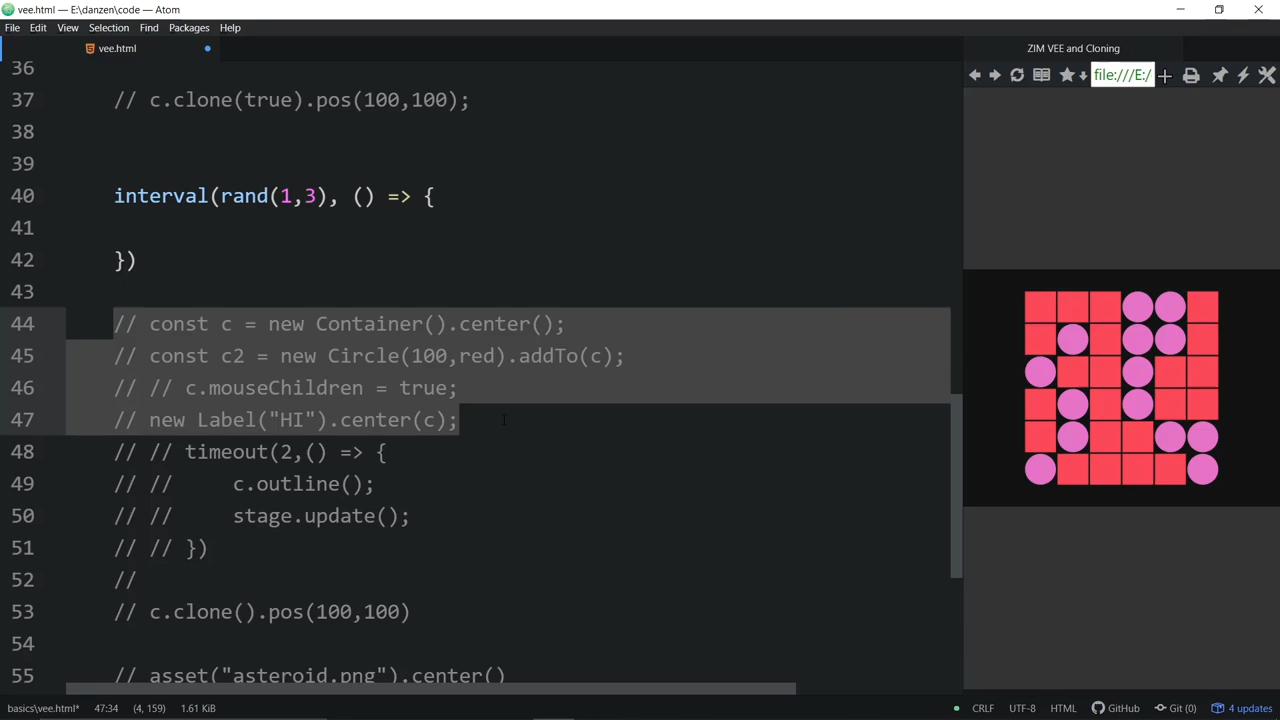 vee.html — E:\danzen\code — Atom
File Edit View Selection Find Packages Help
vee.html
ZIM VEE and Cloning
file:///E:/
36
37 // c.clone(true).pos(100,100);
38
39
40 interval(rand(1,3), () => {
41
42 })
43
44 // const c = new Container().center();
45 // const c2 = new Circle(100,red).addTo(c);
46 // // c.mouseChildren = true;
47 // new Label("HI").center(c);
48 // // timeout(2,() => {
49 // //     c.outline();
50 // //     stage.update();
51 // // })
52 //
53 // c.clone().pos(100,100)
54
55 // asset("asteroid.png").center()
basics\vee.html* 47:34 (4, 159) 1.61 KiB CRLF UTF-8 HTML GitHub Git (0) 4 updates